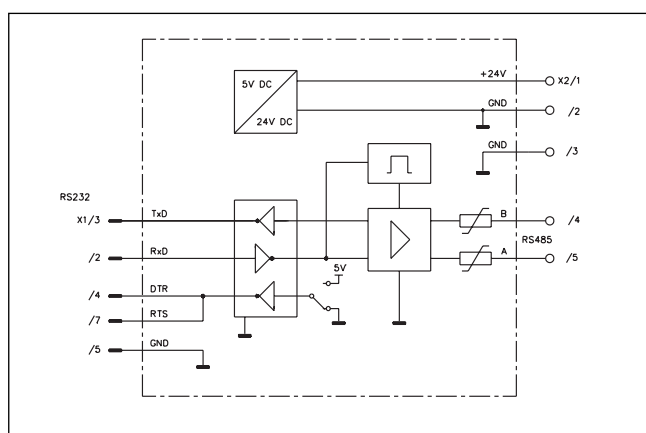 +24V
X2/1
5V DC
24V DC
GND
/2
GND
/3
RS232
X1/3
TxD
B
/4
RS485
/2
RxD
A
/5
5V
/4
DTR
/7
RTS
/5
GND